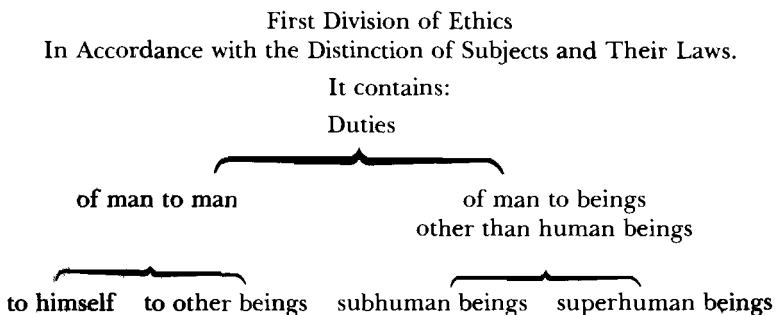 First Division of Ethics
In Accordance with the Distinction of Subjects and Their Laws.
It contains:
Duties
of man to man of man to beings
other than human beings
to himself to other beings subhuman beings superhuman beings